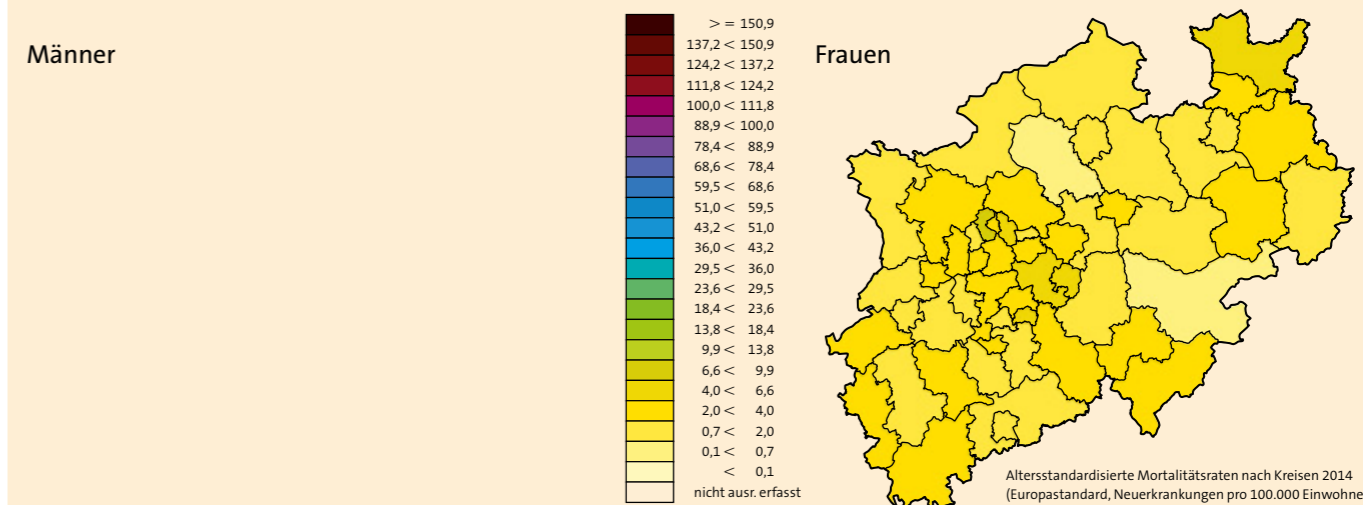 Männer
> = 150,9
137,2 < 150,9
124,2 < 137,2
111,8 < 124,2
100,0 < 111,8
88,9 < 100,0
78,4 < 88,9
68,6 < 78,4
59,5 < 68,6
51,0 < 59,5
43,2 < 51,0
36,0 < 43,2
29,5 < 36,0
23,6 < 29,5
18,4 < 23,6
13,8 < 18,4
9,9 < 13,8
6,6 < 9,9
4,0 < 6,6
2,0 < 4,0
0,7 < 2,0
0,1 < 0,7
< 0,1
nicht ausr. erfasst
Frauen
Altersstandardisierte Mortalitätsraten nach Kreisen 2014
(Europastandard, Neuerkrankungen pro 100.000 Einwohne